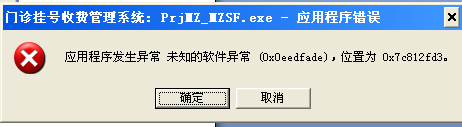 门诊挂号收费管理系统: PrjMZ_MZSF.exe - 应用程序错误
应用程序发生异常 未知的软件异常 (0x0eedfade)，位置为 0x7c812fd3。
确定
取消